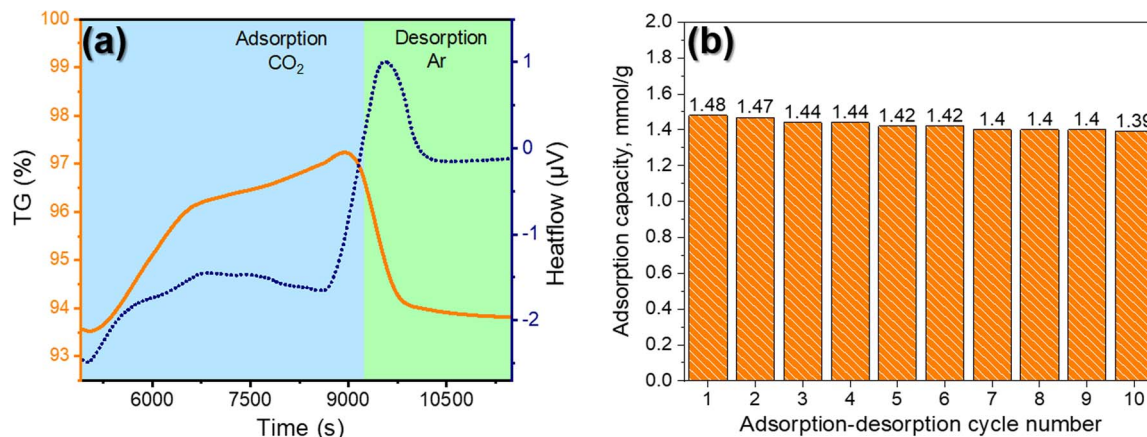 (a)
Adsorption
CO₂
Desorption
Ar
100
99
98
97
96
95
94
93
TG (%)
1
0
-1
-2
Heatflow (µV)
6000 7500 9000 10500
Time (s)
(b)
2.0
1.8
1.6
1.4
1.2
1.0
0.8
0.6
0.4
0.2
0.0
Adsorption capacity, mmol/g
1.48 1.47 1.44 1.44 1.42 1.42 1.4 1.4 1.4 1.39
1 2 3 4 5 6 7 8 9 10
Adsorption-desorption cycle number